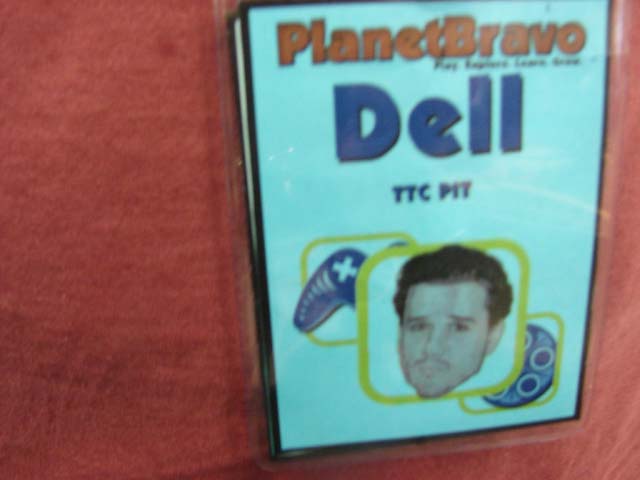 PlanetBravo
Play. Explore. Learn. Grow.
Dell
TTC PIT